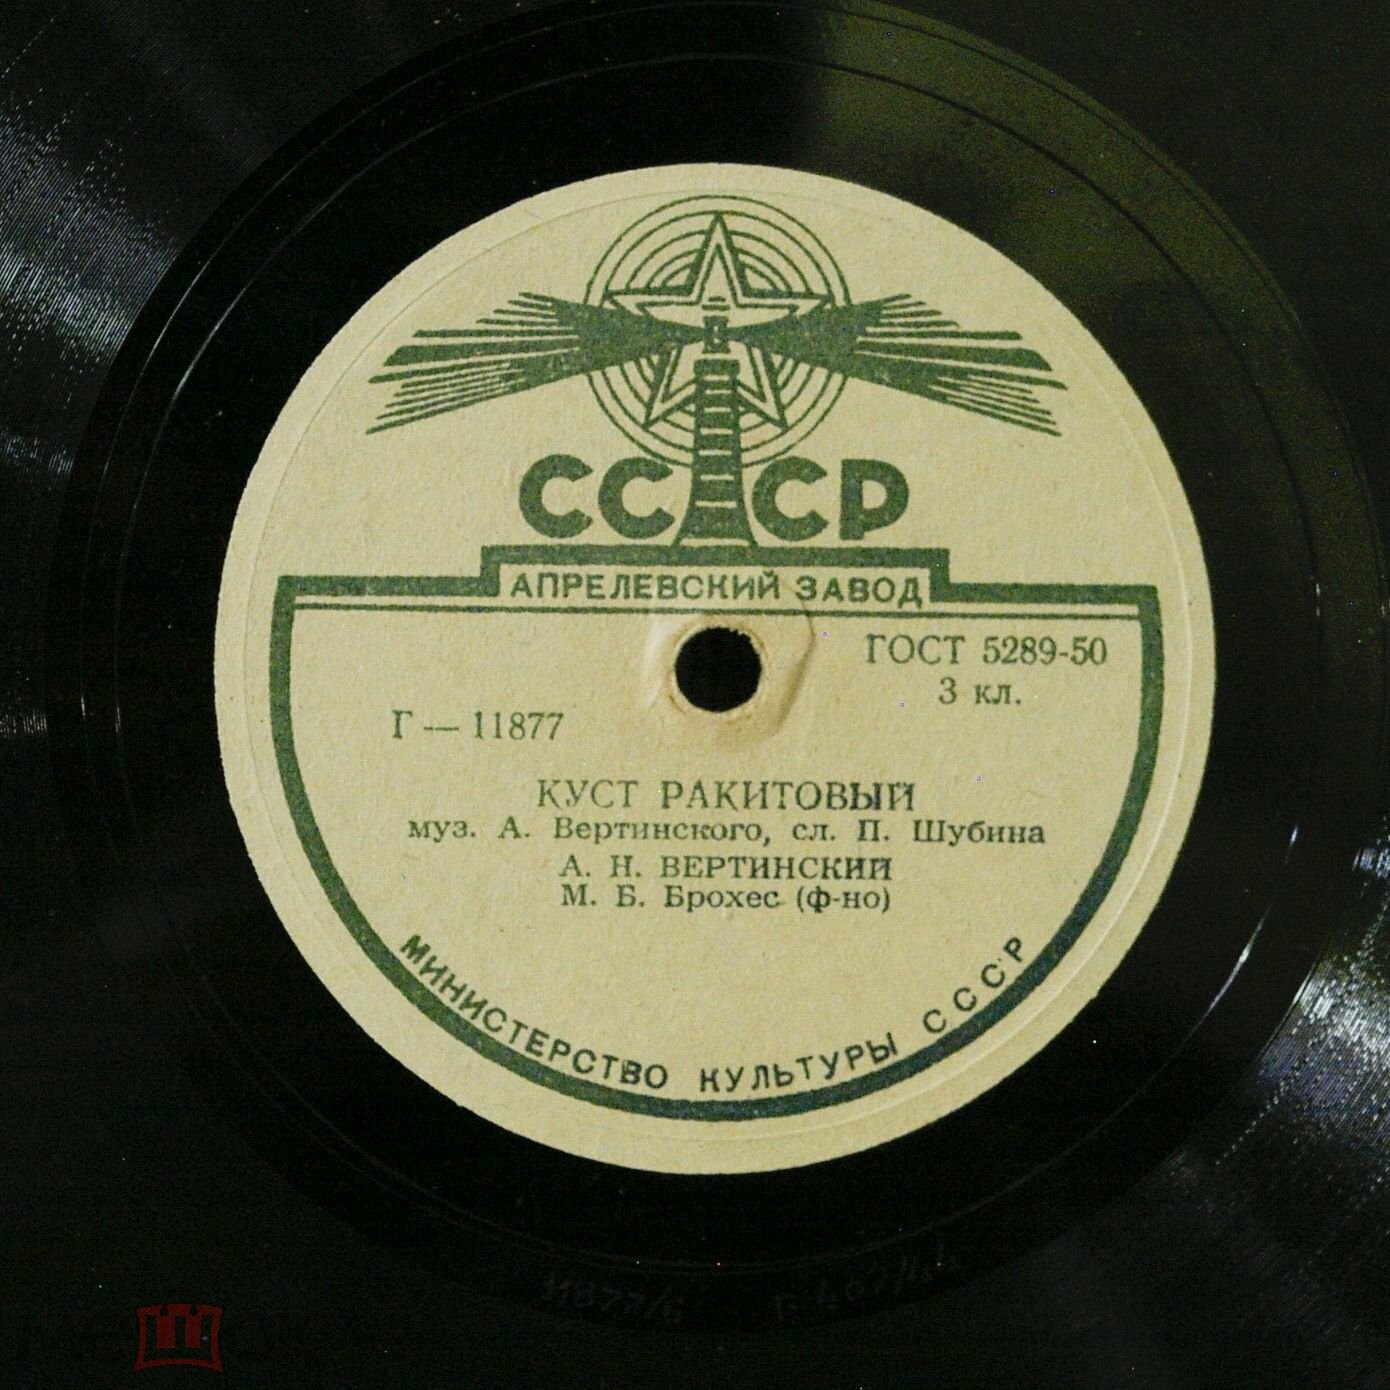 СССР
АПРЕЛЕВСКИЙ ЗАВОД
ГОСТ 5289-50
3 кл.
Г — 11877
КУСТ РАКИТОВЫЙ
муз. А. Вертинского, сл. П. Шубина
А. Н. ВЕРТИНСКИЙ
М. Б. Брохес (ф-но)
МИНИСТЕРСТВО КУЛЬТУРЫ СССР